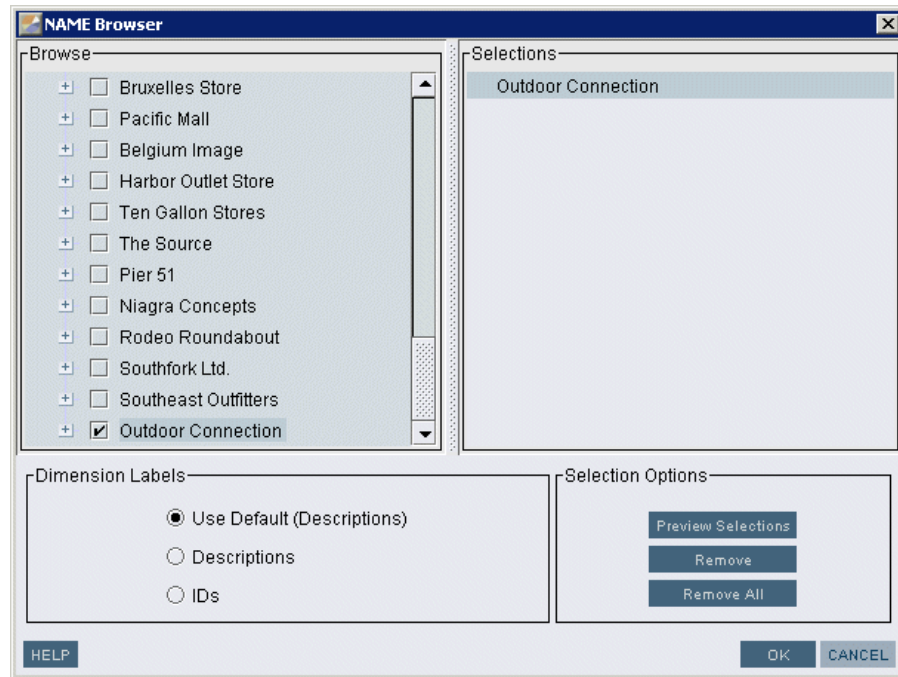 NAME Browser
Browse
Bruxelles Store
Pacific Mall
Belgium Image
Harbor Outlet Store
Ten Gallon Stores
The Source
Pier 51
Niagra Concepts
Rodeo Roundabout
Southfork Ltd.
Southeast Outfitters
Outdoor Connection
Selections
Outdoor Connection
Dimension Labels
Use Default (Descriptions)
Descriptions
IDs
Selection Options
Preview Selections
Remove
Remove All
HELP
OK
CANCEL